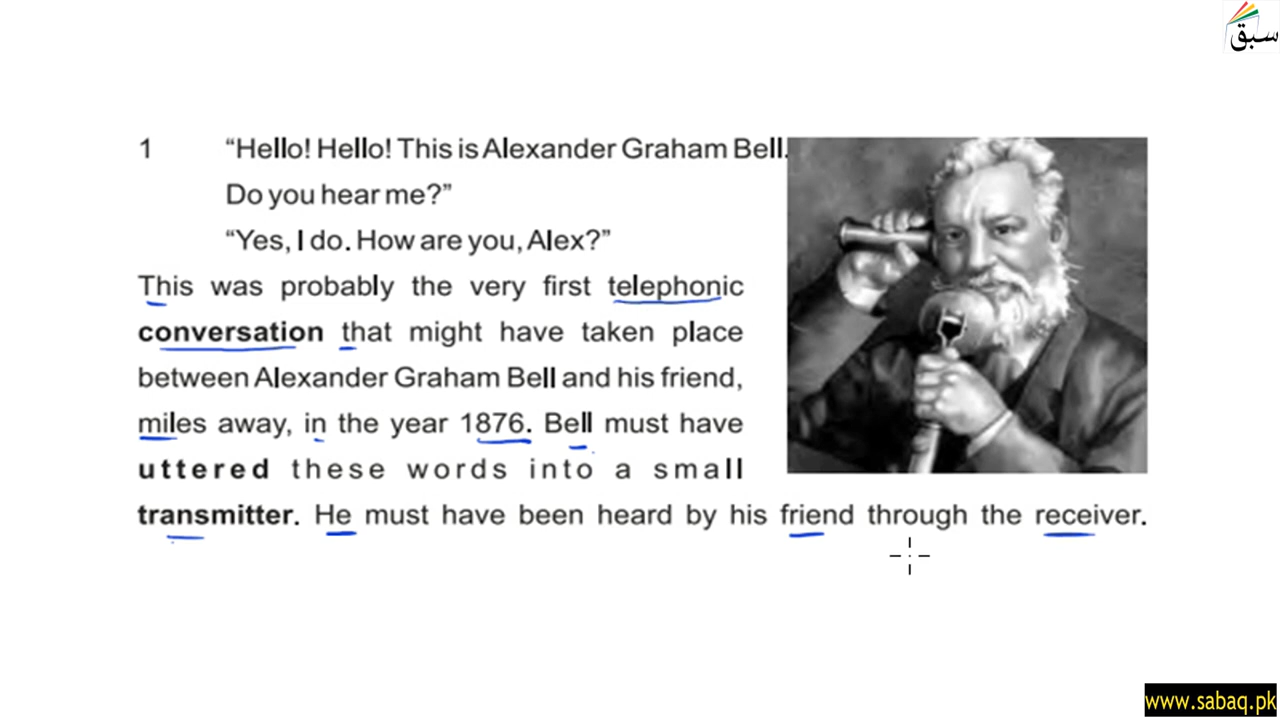 سبق
1 “Hello! Hello! This is Alexander Graham Bell.
Do you hear me?”
“Yes, I do. How are you, Alex?”
This was probably the very first telephonic
conversation that might have taken place
between Alexander Graham Bell and his friend,
miles away, in the year 1876. Bell must have
uttered these words into a small
transmitter. He must have been heard by his friend through the receiver.
www.sabaq.pk